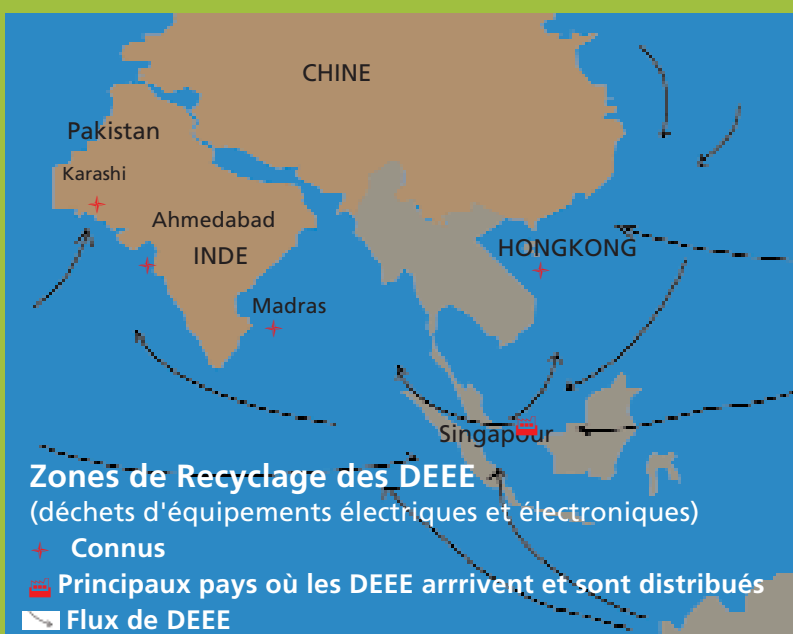 CHINE
Pakistan
Karashi
Ahmedabad
INDE
HONGKONG
Madras
Singapour
Zones de Recyclage des DEEE
(déchets d'équipements électriques et électroniques)
Connus
Principaux pays où les DEEE arrrivent et sont distribués
Flux de DEEE